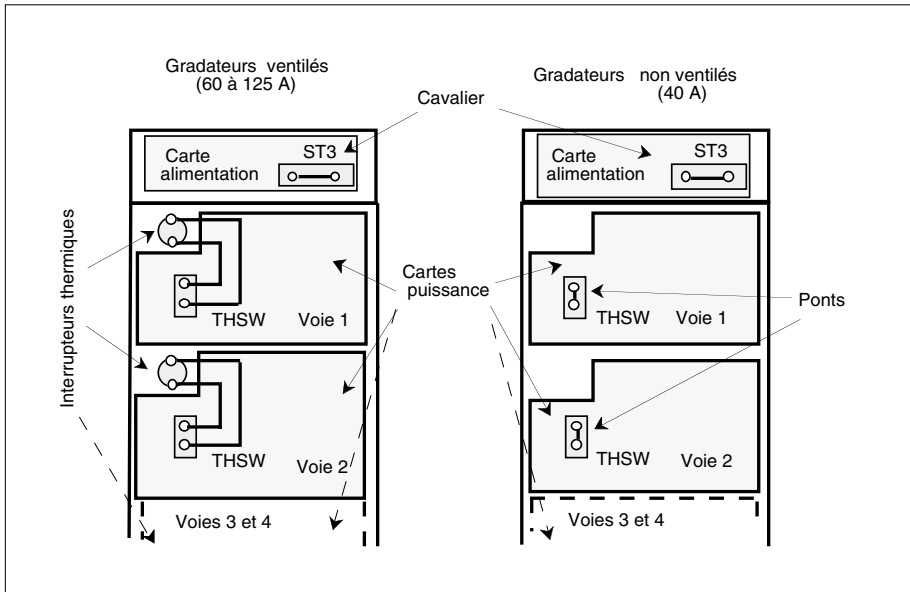 Gradateurs ventilés
(60 à 125 A)
Gradateurs non ventilés
(40 A)
Cavalier
Carte
alimentation
ST3
Carte
alimentation
ST3
Interrupteurs thermiques
THSW
Voie 1
Cartes
puissance
THSW
Voie 1
Ponts
THSW
Voie 2
THSW
Voie 2
Voies 3 et 4
Voies 3 et 4